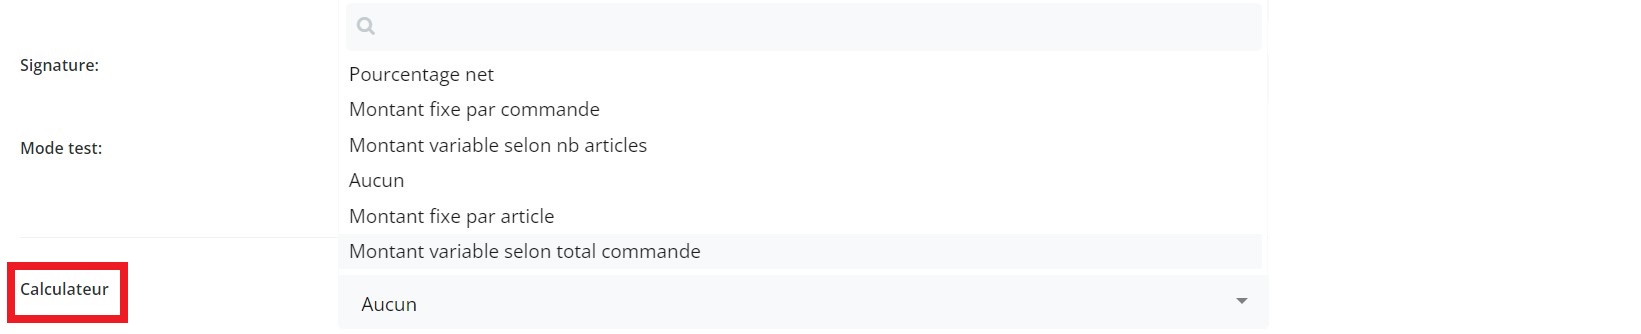 Signature:
Pourcentage net
Montant fixe par commande
Mode test:
Montant variable selon nb articles
Aucun
Montant fixe par article
Montant variable selon total commande
Calculateur
Aucun